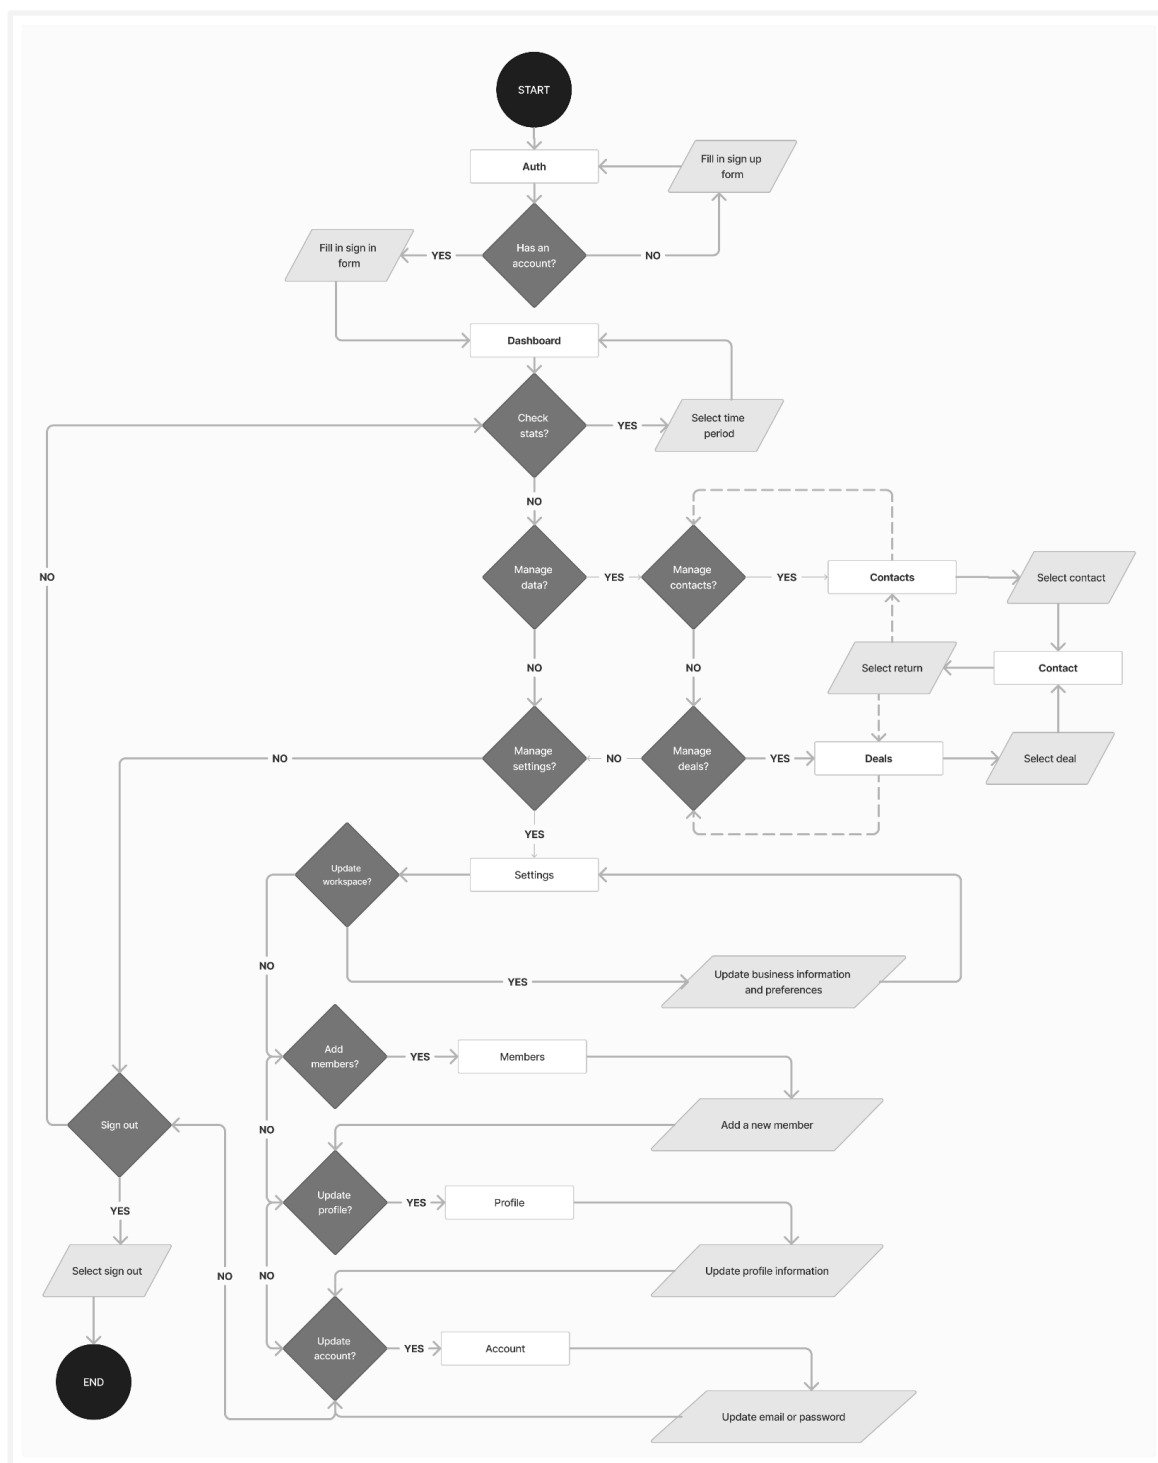 START
Auth
Fill in sign up
form
Has an
account?
Fill in sign in
form
YES
NO
Dashboard
Check
stats?
YES
Select time
period
NO
Manage
data?
YES
Manage
contacts?
YES
Contacts
Select contact
NO
NO
NO
Select return
Contact
Manage
settings?
NO
NO
Manage
deals?
YES
Deals
Select deal
YES
Update
workspace?
Settings
NO
YES
Update business information
and preferences
Add
members?
YES
Members
Sign out
NO
Add a new member
YES
Update
profile?
YES
Profile
Select sign out
NO
NO
Update profile information
Update
account?
YES
Account
END
Update email or password